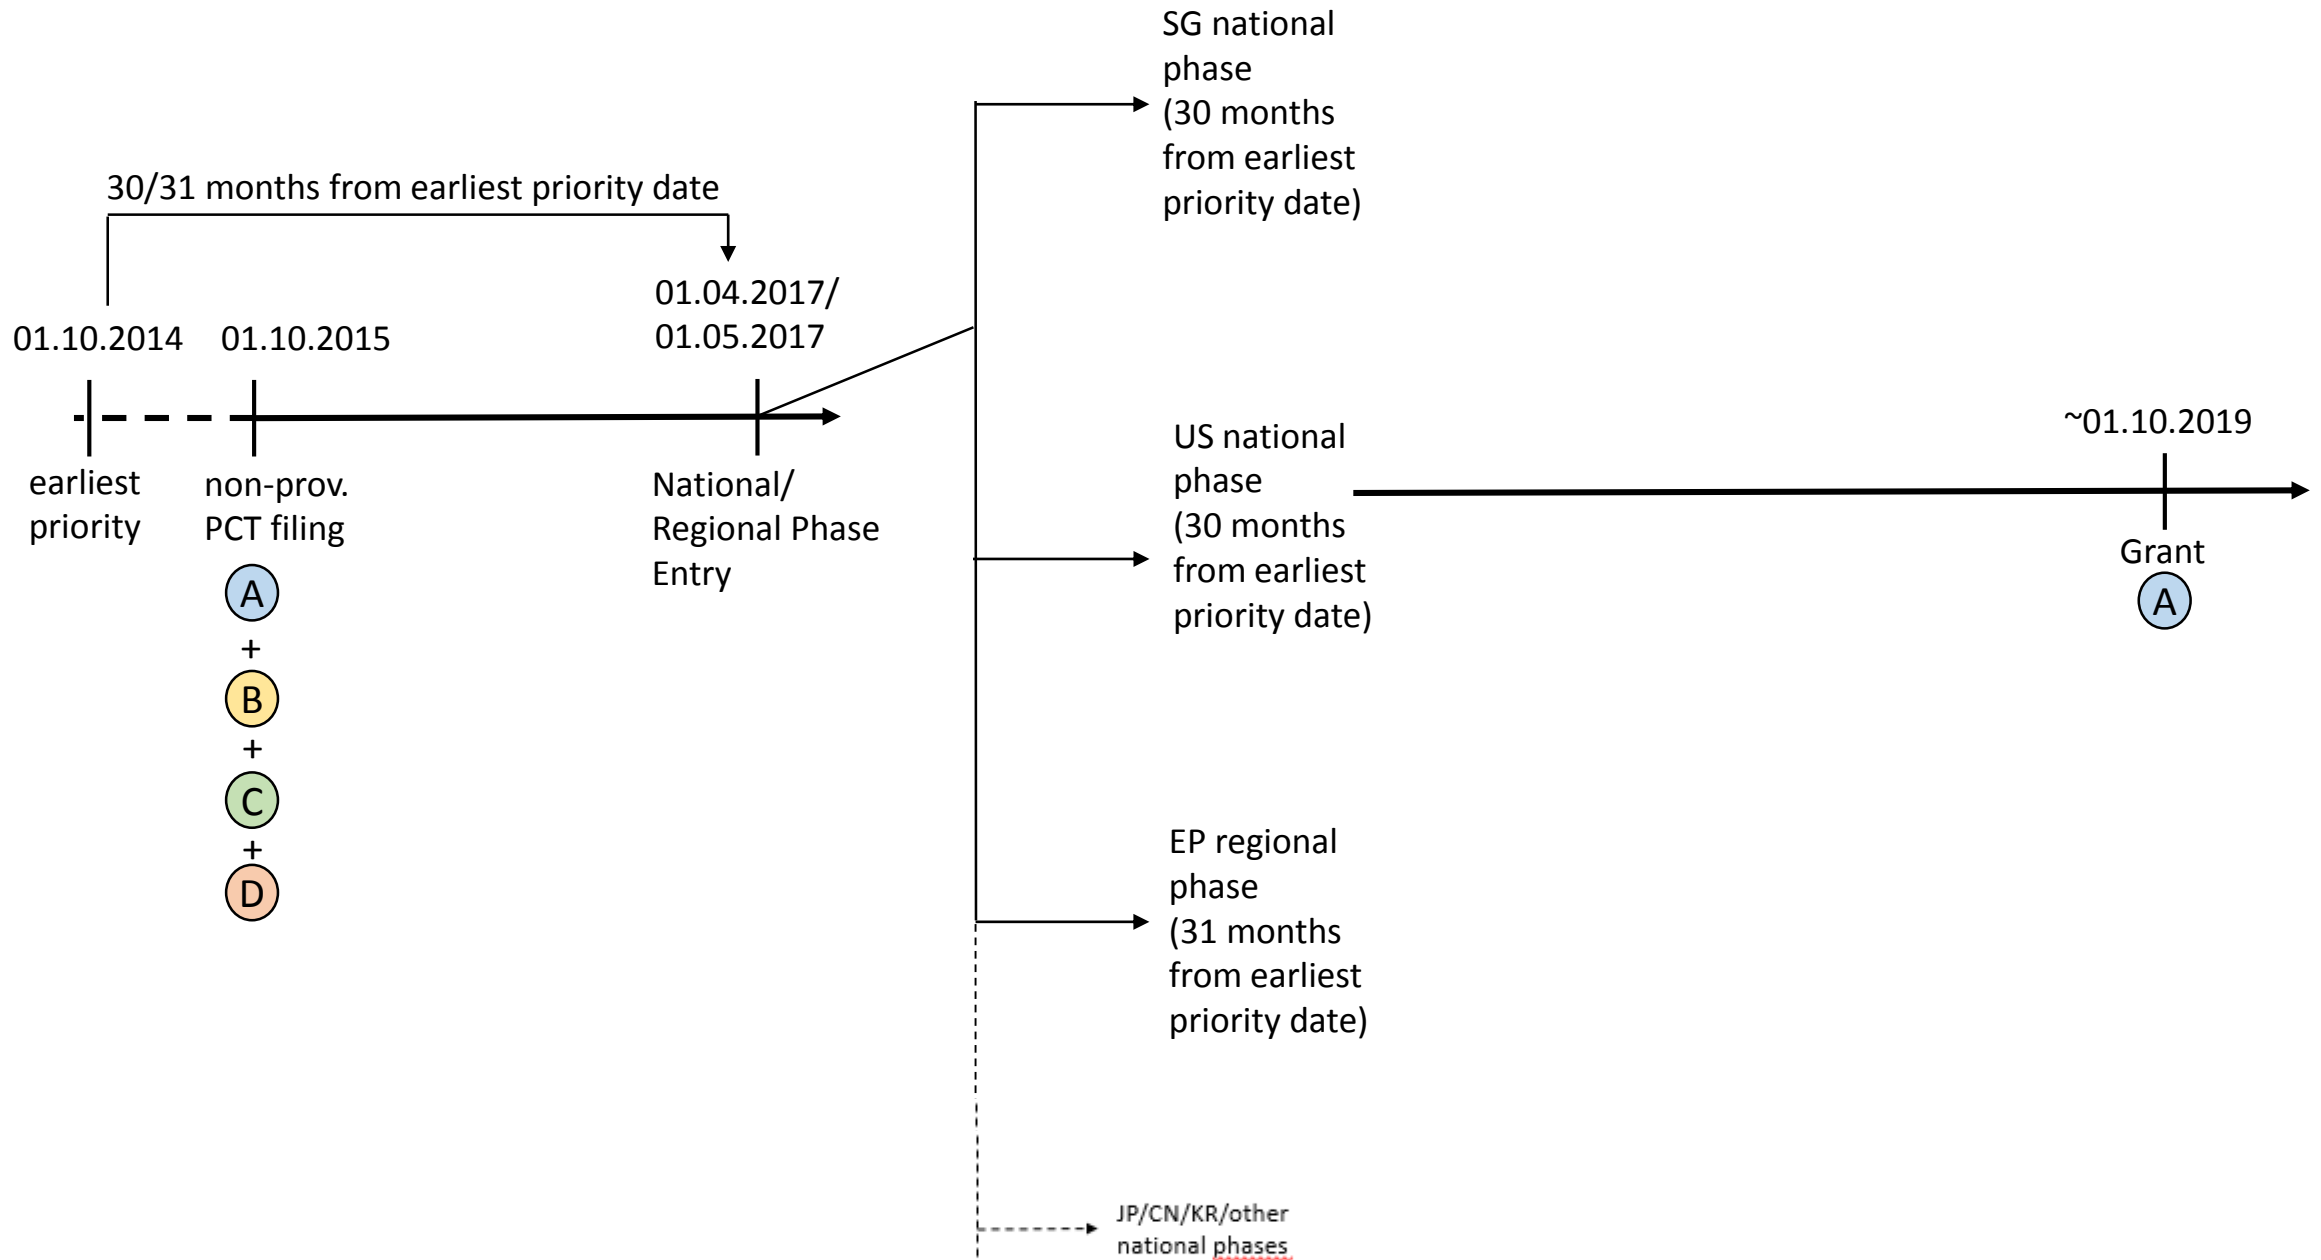 SG national
phase
(30 months
from earliest
priority date)
30/31 months from earliest priority date
01.10.2014
01.10.2015
01.04.2017/
01.05.2017
earliest
priority
non-prov.
PCT filing
A
+
B
+
C
+
D
National/
Regional Phase
Entry
US national
phase
(30 months
from earliest
priority date)
~01.10.2019
Grant
A
EP regional
phase
(31 months
from earliest
priority date)
JP/CN/KR/other
national phases